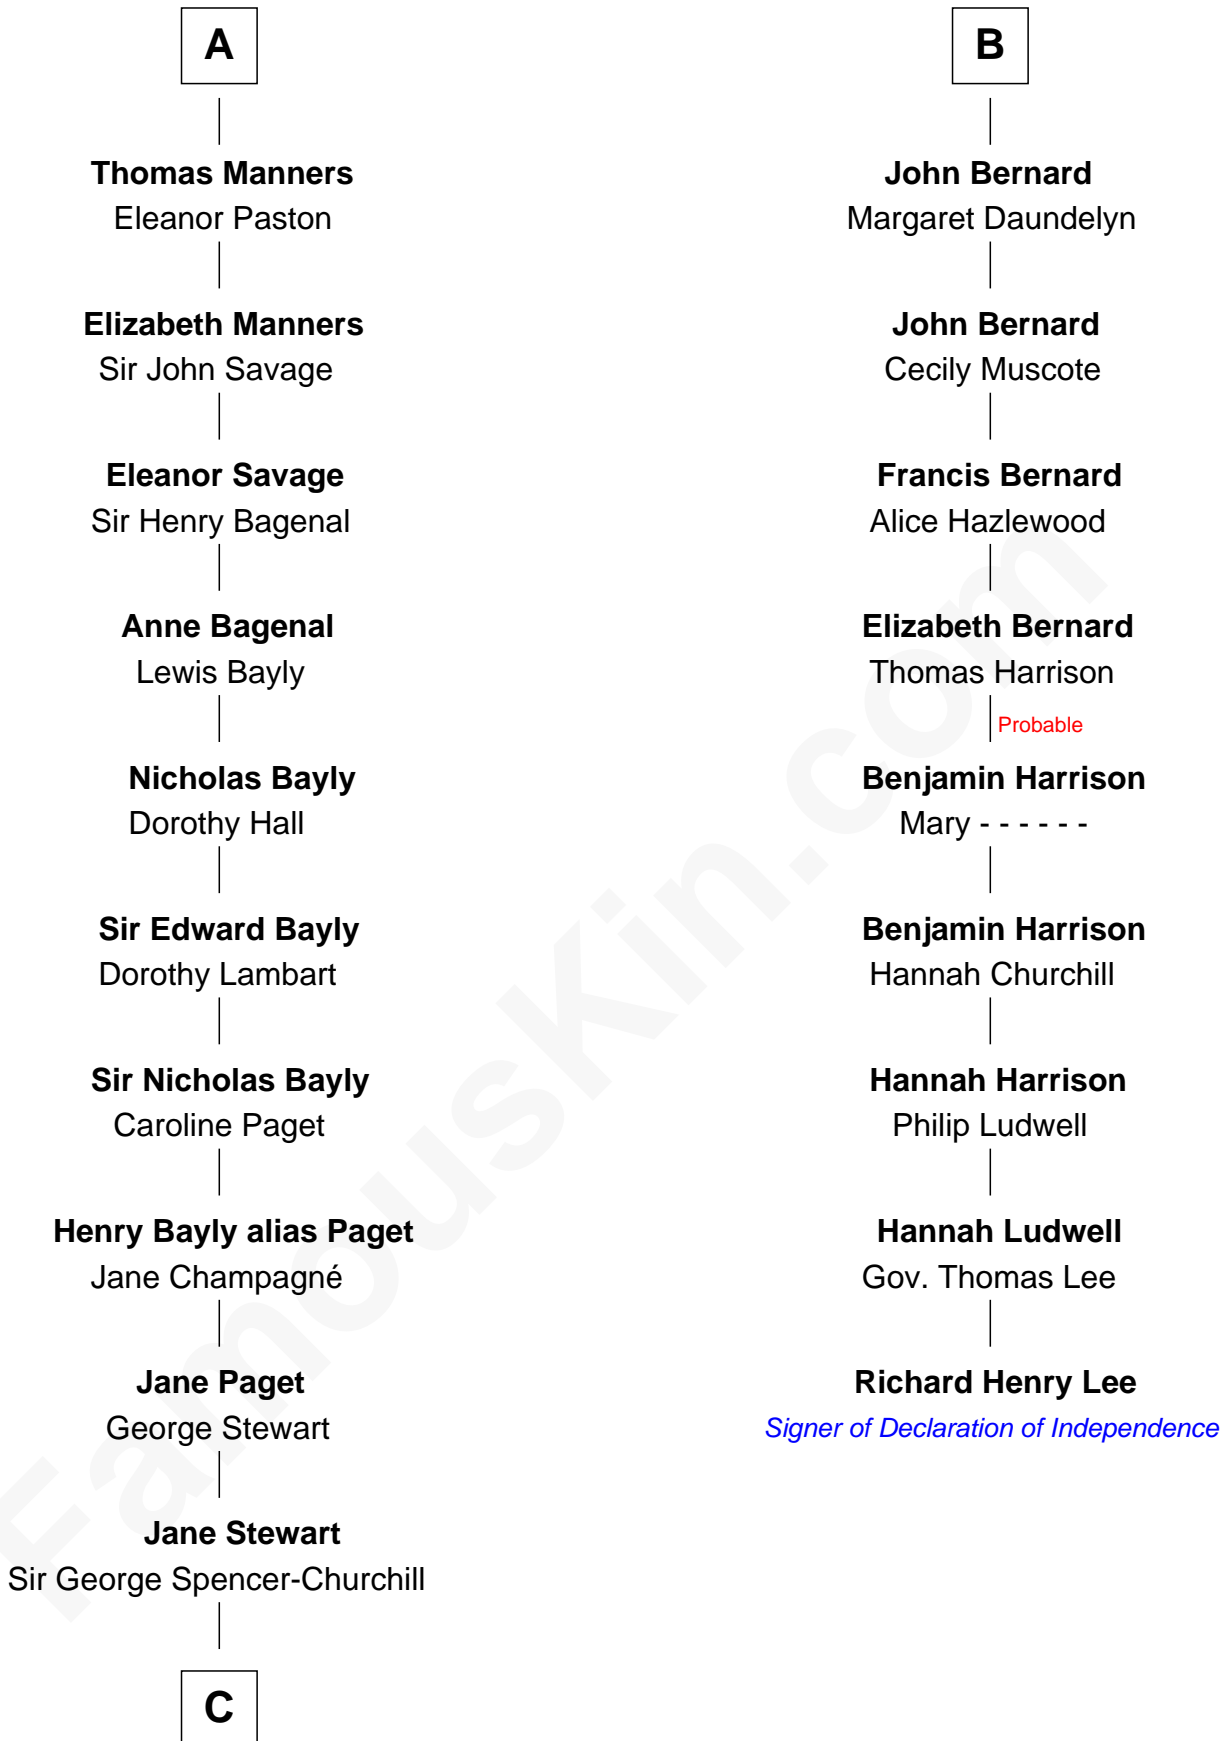 A
Thomas Manners
Eleanor Paston
Elizabeth Manners
Sir John Savage
Eleanor Savage
Sir Henry Bagenal
Anne Bagenal
Lewis Bayly
Nicholas Bayly
Dorothy Hall
Sir Edward Bayly
Dorothy Lambart
Sir Nicholas Bayly
Caroline Paget
Henry Bayly alias Paget
Jane Champagné
Jane Paget
George Stewart
Jane Stewart
Sir George Spencer-Churchill
C
B
John Bernard
Margaret Daundelyn
John Bernard
Cecily Muscote
Francis Bernard
Alice Hazlewood
Elizabeth Bernard
Thomas Harrison
Probable
Benjamin Harrison
Mary - - - - - -
Benjamin Harrison
Hannah Churchill
Hannah Harrison
Philip Ludwell
Hannah Ludwell
Gov. Thomas Lee
Richard Henry Lee
Signer of Declaration of Independence
FamousKin.com